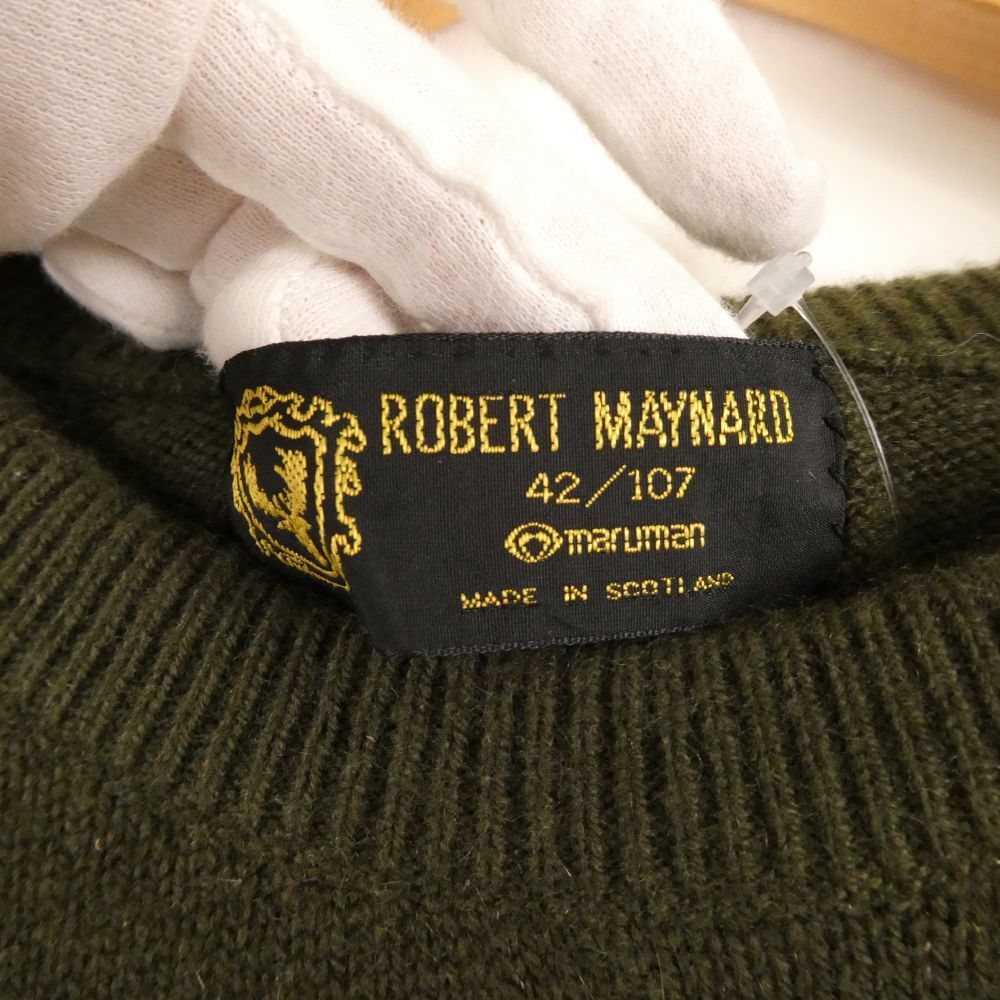 ROBERT MAYNARD
42/107
maruman
MADE IN SCOTLAND